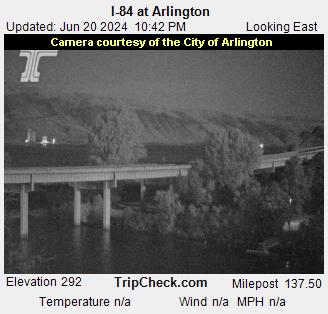 I-84 at Arlington
Updated: Jun 20 2024 10:42 PM Looking East
Camera courtesy of the City of Arlington
Elevation 292 TripCheck.com Milepost 137.50
Temperature n/a Wind n/a MPH n/a